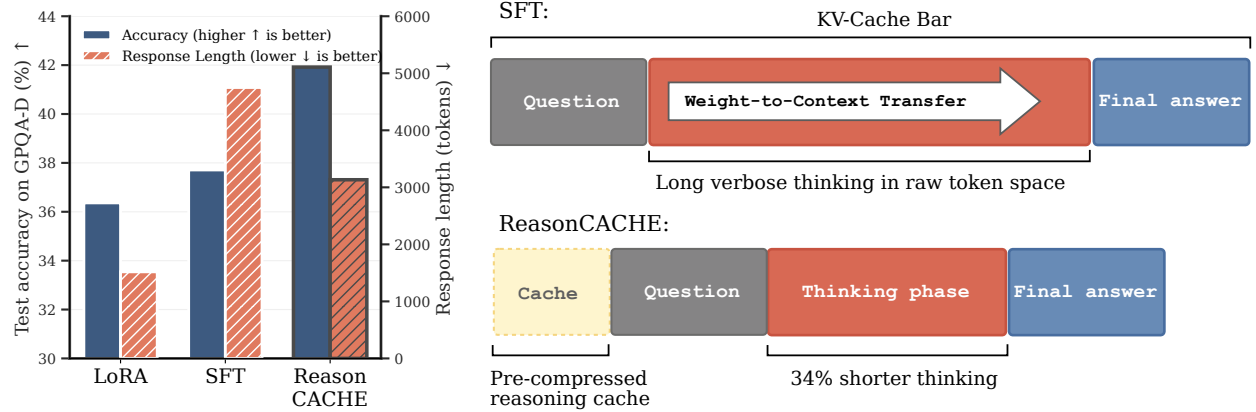 Test accuracy on GPQA-D (%) ↑
44
42
40
38
36
34
32
30
Accuracy (higher ↑ is better)
Response Length (lower ↓ is better)
LoRA
SFT
Reason
CACHE
6000
5000
4000
3000
2000
1000
0
Response length (tokens) ↓
SFT:
KV-Cache Bar
Question
Weight-to-Context Transfer
Final answer
Long verbose thinking in raw token space
ReasonCACHE:
Cache
Question
Thinking phase
Final answer
Pre-compressed
reasoning cache
34% shorter thinking